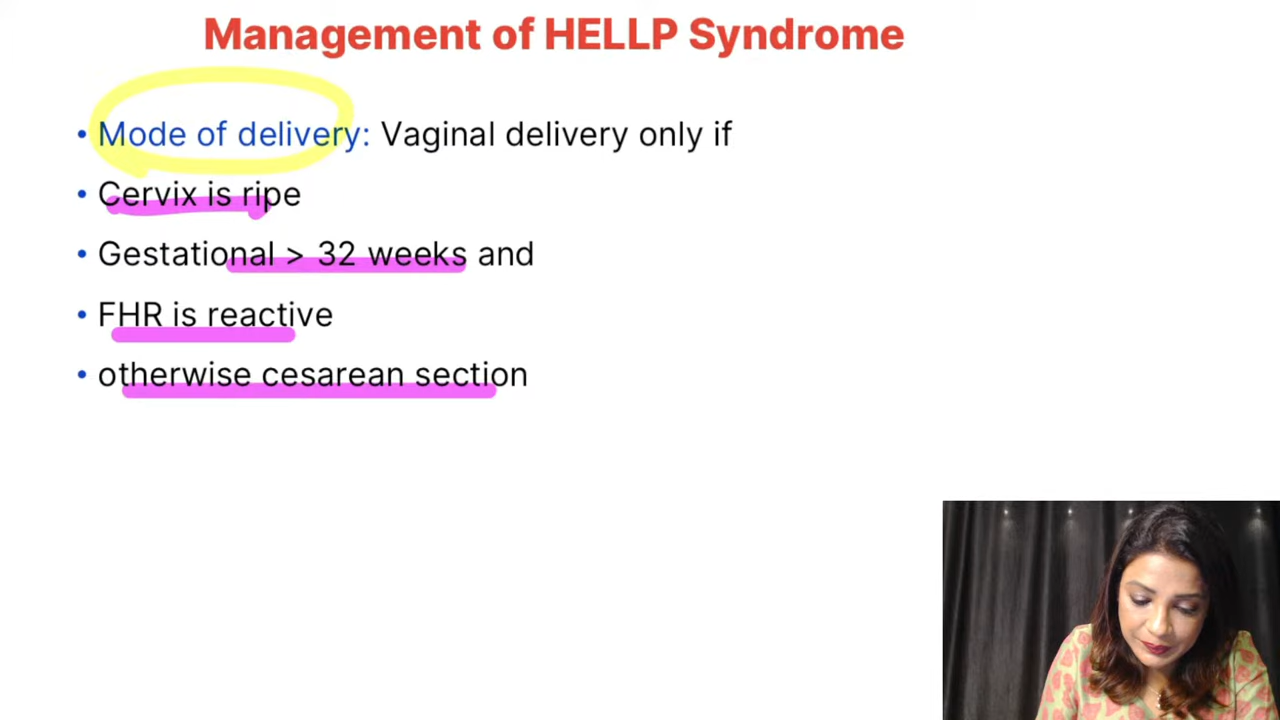 Management of HELLP Syndrome
• Mode of delivery: Vaginal delivery only if
• Cervix is ripe
• Gestational > 32 weeks and
• FHR is reactive
• otherwise cesarean section